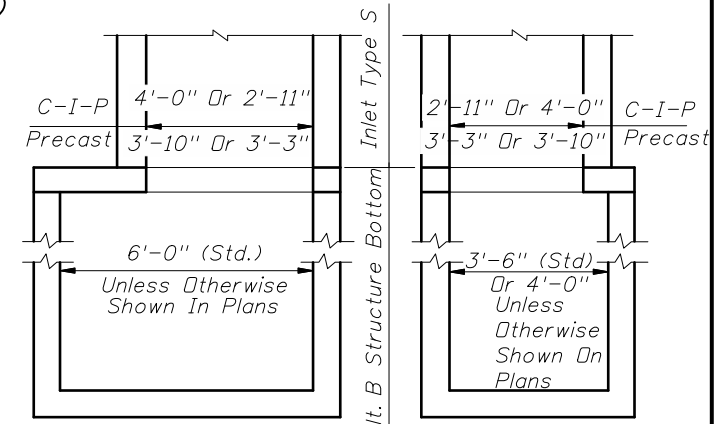 C-I-P
Precast
4'-0" Or 2'-11"
3'-10" Or 3'-3"
6'-0" (Std.)
Unless Otherwise
Shown In Plans
Inlet Type S
lt. B Structure Bottom
2'-11" Or 4'-0"
3'-3" Or 3'-10"
C-I-P
Precast
3'-6" (Std)
Or 4'-0"
Unless
Otherwise
Shown On
Plans